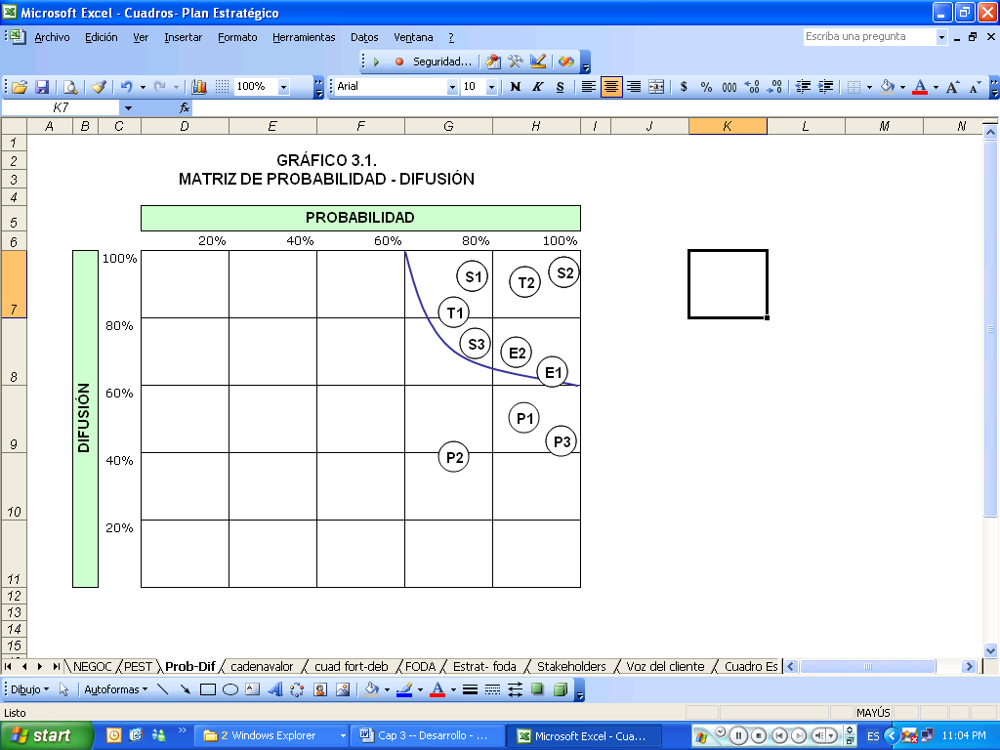 Microsoft Excel - Cuadros- Plan Estratégico
Archivo Edición Ver Insertar Formato Herramientas Datos Ventana ? Escriba una pregunta
Seguridad...
100% Arial 10 N K S $ % 000
K7 fx
A B C D E F G H I J K L M N
1
2 GRÁFICO 3.1.
3 MATRIZ DE PROBABILIDAD - DIFUSIÓN
4
5 PROBABILIDAD
6 20% 40% 60% 80% 100%
100%
S1 T2 S2
7 T1
80%
S3 E2
8 E1
60%
DIFUSIÓN
P1
9 P3
40% P2
10
20%
11
12
13
14
15
NEGOC PEST Prob-Dif cadenavalor cuad fort-deb FODA Estrat- foda Stakeholders Voz del cliente Cuadro Es
Dibujo Autoformas
Listo MAYÚS
start 2 Windows Explorer Cap 3 -- Desarrollo - ... Microsoft Excel - Cua... ES 11:04 PM